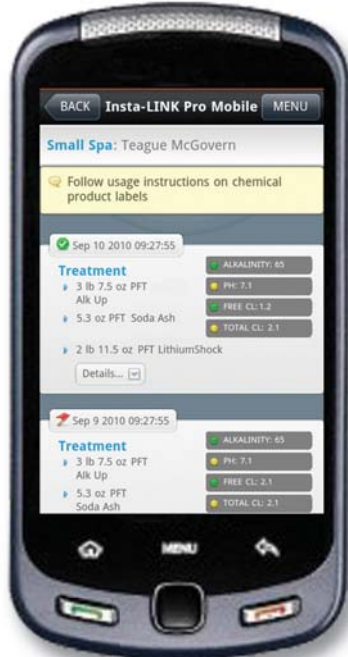 BACK Insta-LINK Pro Mobile MENU
Small Spa: Teague McGovern
Follow usage instructions on chemical
product labels
Sep 10 2010 09:27:55
Treatment
3 lb 7.5 oz PFT
Alk Up
5.3 oz PFT Soda Ash
2 lb 11.5 oz PFT LithiumShock
Details...
ALKALINITY: 65
PH: 7.1
FREE CL: 1.2
TOTAL CL: 2.1
Sep 9 2010 09:27:55
Treatment
3 lb 7.5 oz PFT
Alk Up
5.3 oz PFT
Soda Ash
ALKALINITY: 65
PH: 7.1
FREE CL: 2.1
TOTAL CL: 2.1
MENU